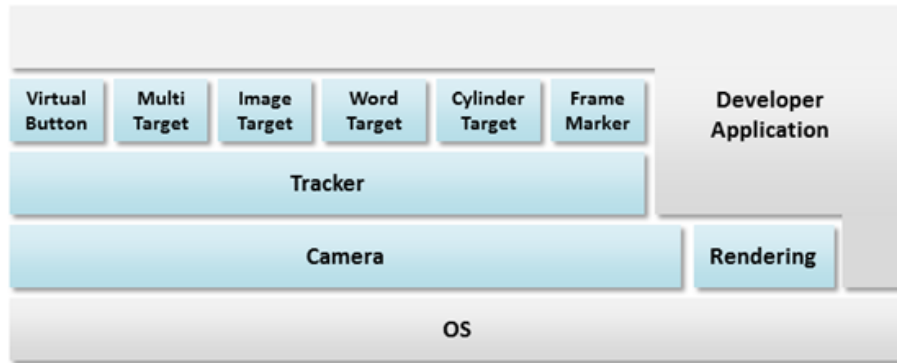 Virtual
Button
Multi
Target
Image
Target
Word
Target
Cylinder
Target
Frame
Marker
Developer
Application
Tracker
Camera
Rendering
OS